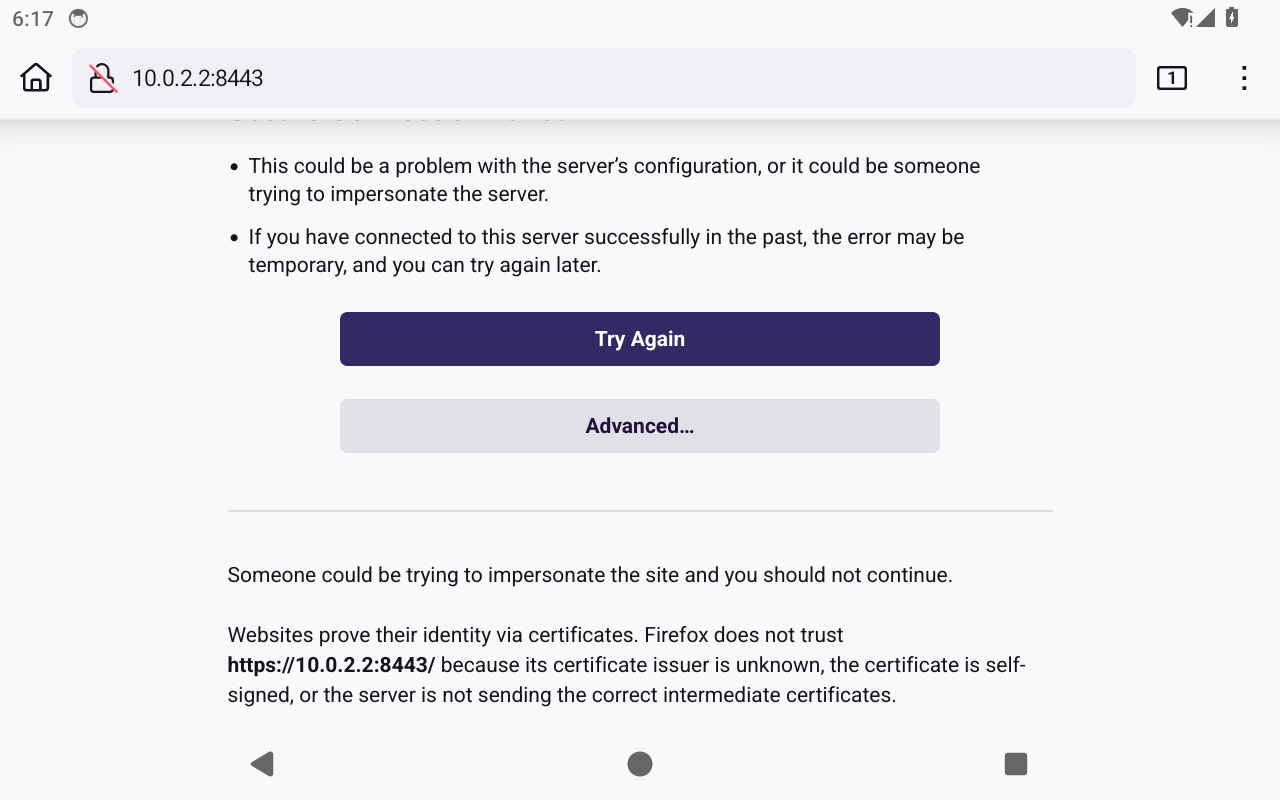 6:17
10.0.2.2:8443
1
This could be a problem with the server’s configuration, or it could be someone
trying to impersonate the server.
If you have connected to this server successfully in the past, the error may be
temporary, and you can try again later.
Try Again
Advanced…
Someone could be trying to impersonate the site and you should not continue.
Websites prove their identity via certificates. Firefox does not trust
https://10.0.2.2:8443/ because its certificate issuer is unknown, the certificate is self-
signed, or the server is not sending the correct intermediate certificates.